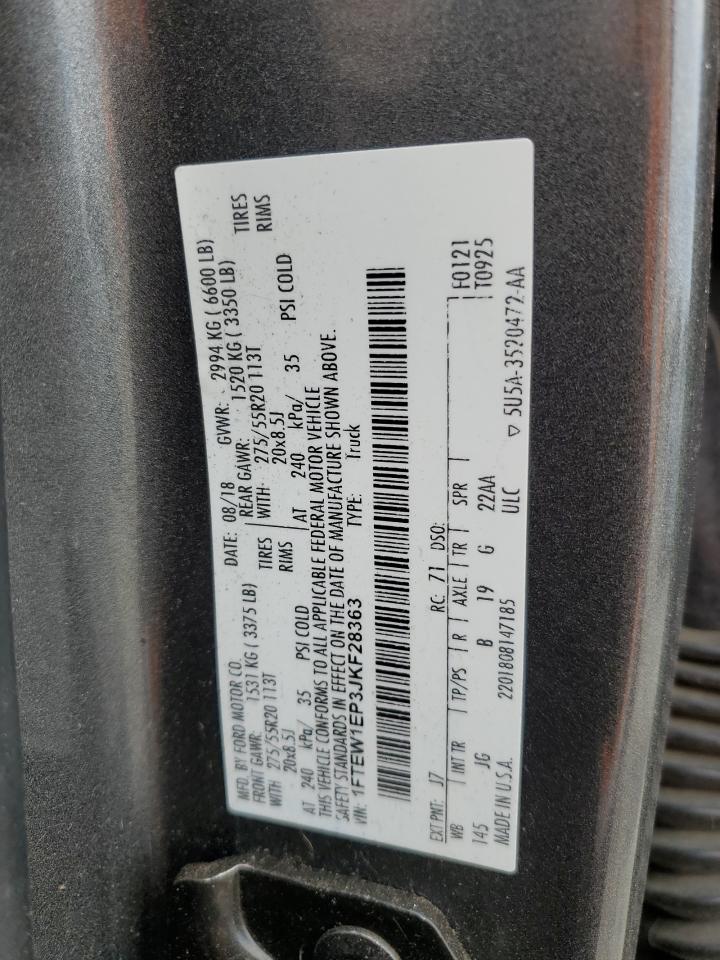 MFD. BY FORD MOTOR CO. DATE: 08/18 GVWR: 2994 KG ( 6600 LB)
FRONT GAWR: 1531 KG ( 3375 LB) REAR GAWR: 1520 KG ( 3350 LB)
WITH 275/55R20 113T TIRES WITH: 275/55R20 113T TIRES
20x8.5J RIMS 20x8.5J RIMS
AT 240 kPa/ 35 PSI COLD AT 240 kPa/ 35 PSI COLD
THIS VEHICLE CONFORMS TO ALL APPLICABLE FEDERAL MOTOR VEHICLE
SAFETY STANDARDS IN EFFECT ON THE DATE OF MANUFACTURE SHOWN ABOVE.
VIN: 1FTEW1EP3JKF28363 TYPE: Truck
EXT PNT: J7 RC: 71 DSO: F0121
WB INT TR TP/PS R AXLE TR SPR T0925
145 JG B 19 G 22AA
MADE IN U.S.A. 2201808147185 ULC ▽ 5U5A-3520472-AA